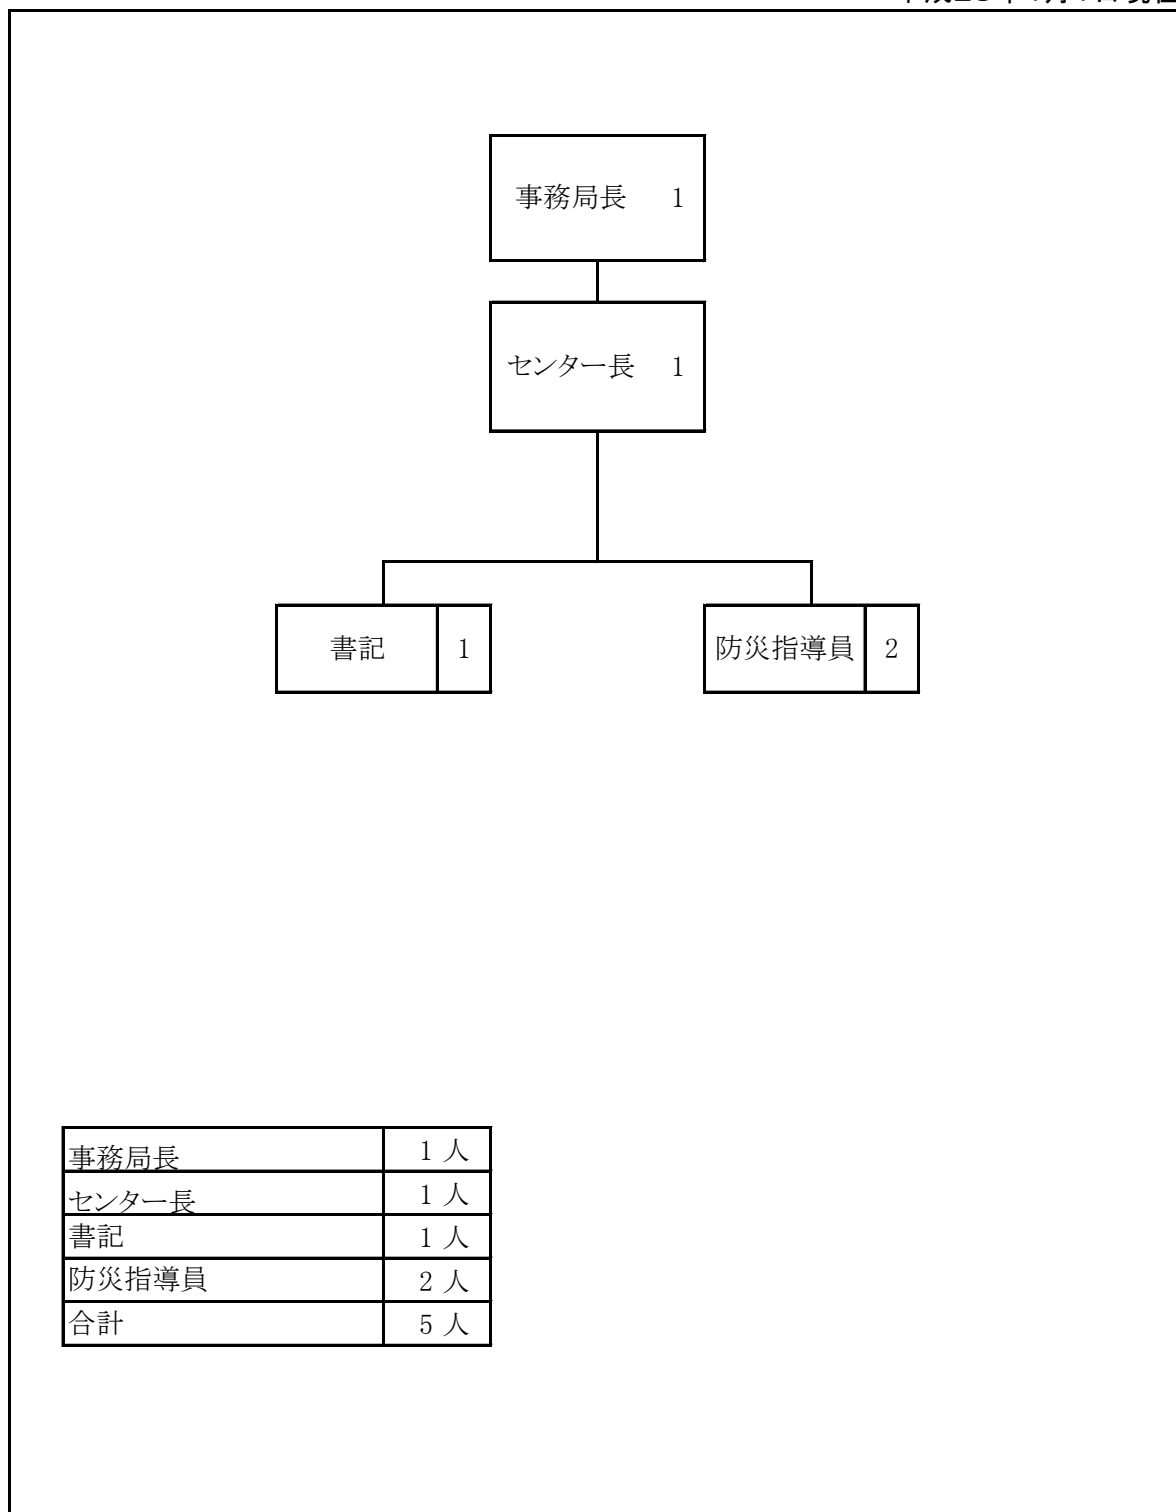 事務局長 1
センター長 1
書記 1
防災指導員 2
事務局長 1 人
センター長 1 人
書記 1 人
防災指導員 2 人
合計 5 人